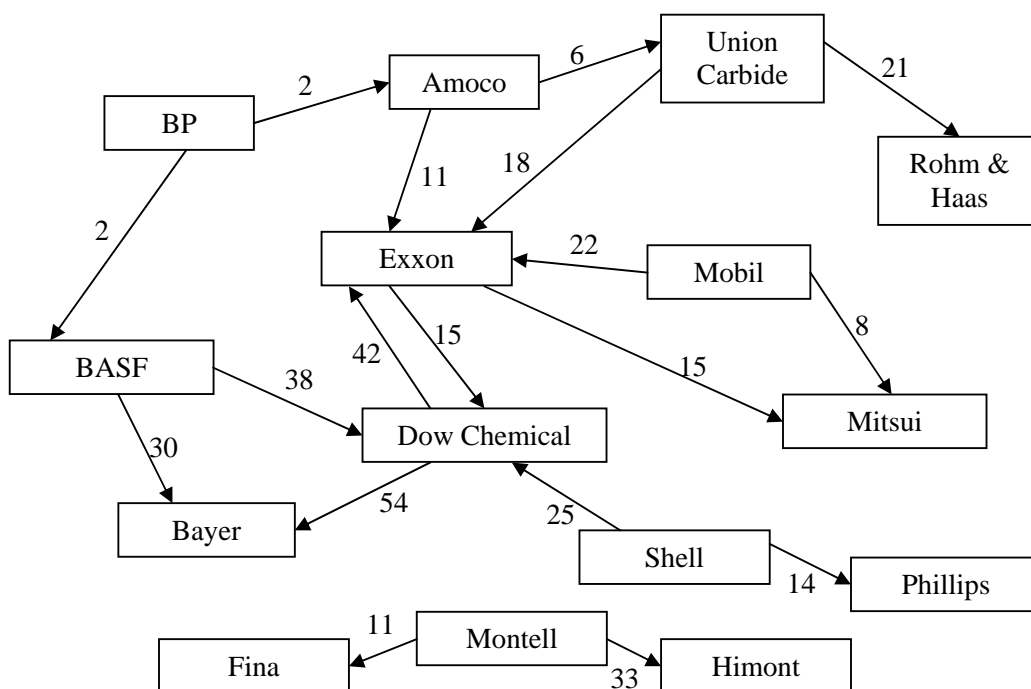 Union
Carbide
6
21
2
Amoco
BP
18
11
Rohm &
Haas
2
Exxon
22
Mobil
15
8
42
BASF
38
15
Mitsui
Dow Chemical
30
54
25
Bayer
Shell
14
Phillips
11
Montell
Fina
33
Himont